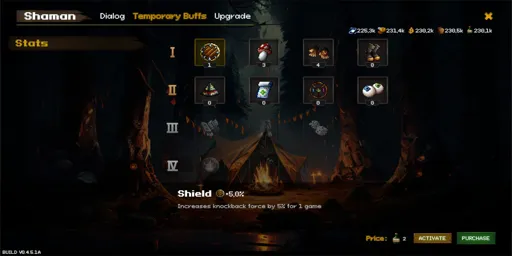 Shaman Dialog Temporary Buffs Upgrade
225,3k 231,4k 230,2k 230,5k 230,1k
Stats
I 1 3 4 0
II 0 0 0 0
III
IV
Shield +5,0%
Increases knockback force by 5% for 1 game
Price: 2 ACTIVATE PURCHASE
BUILD V0.4.5.1A